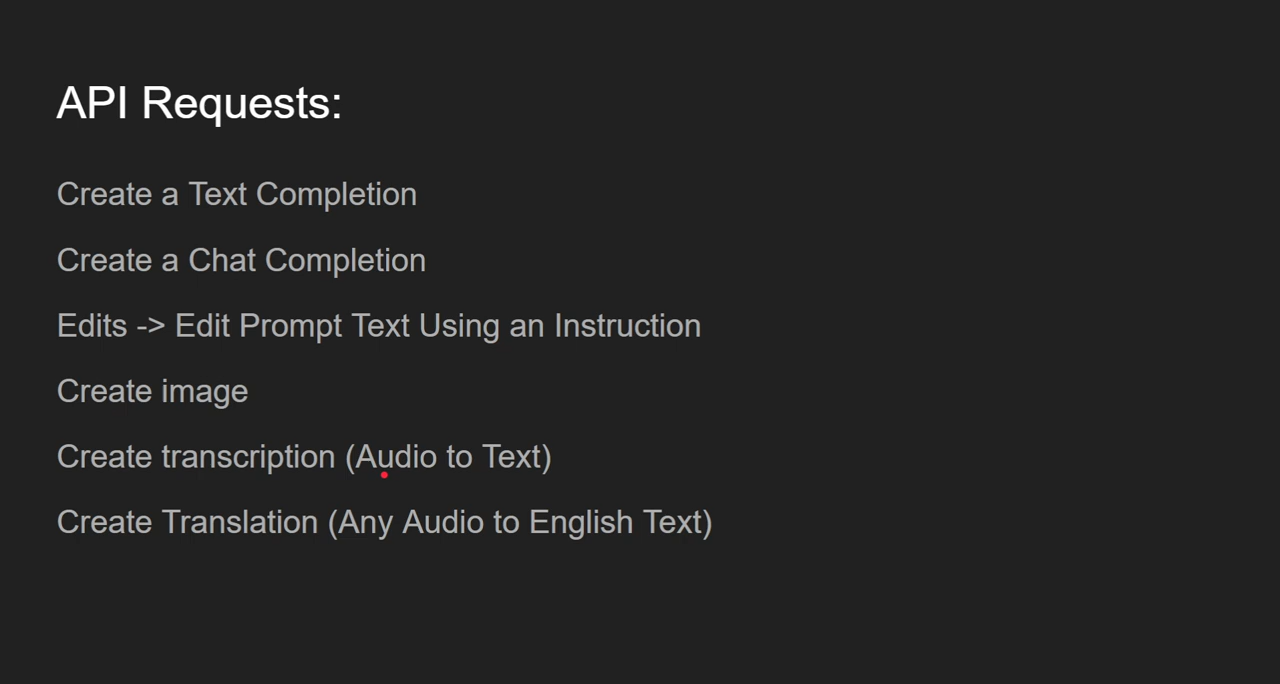 API Requests:
Create a Text Completion
Create a Chat Completion
Edits -> Edit Prompt Text Using an Instruction
Create image
Create transcription (Audio to Text)
Create Translation (Any Audio to English Text)